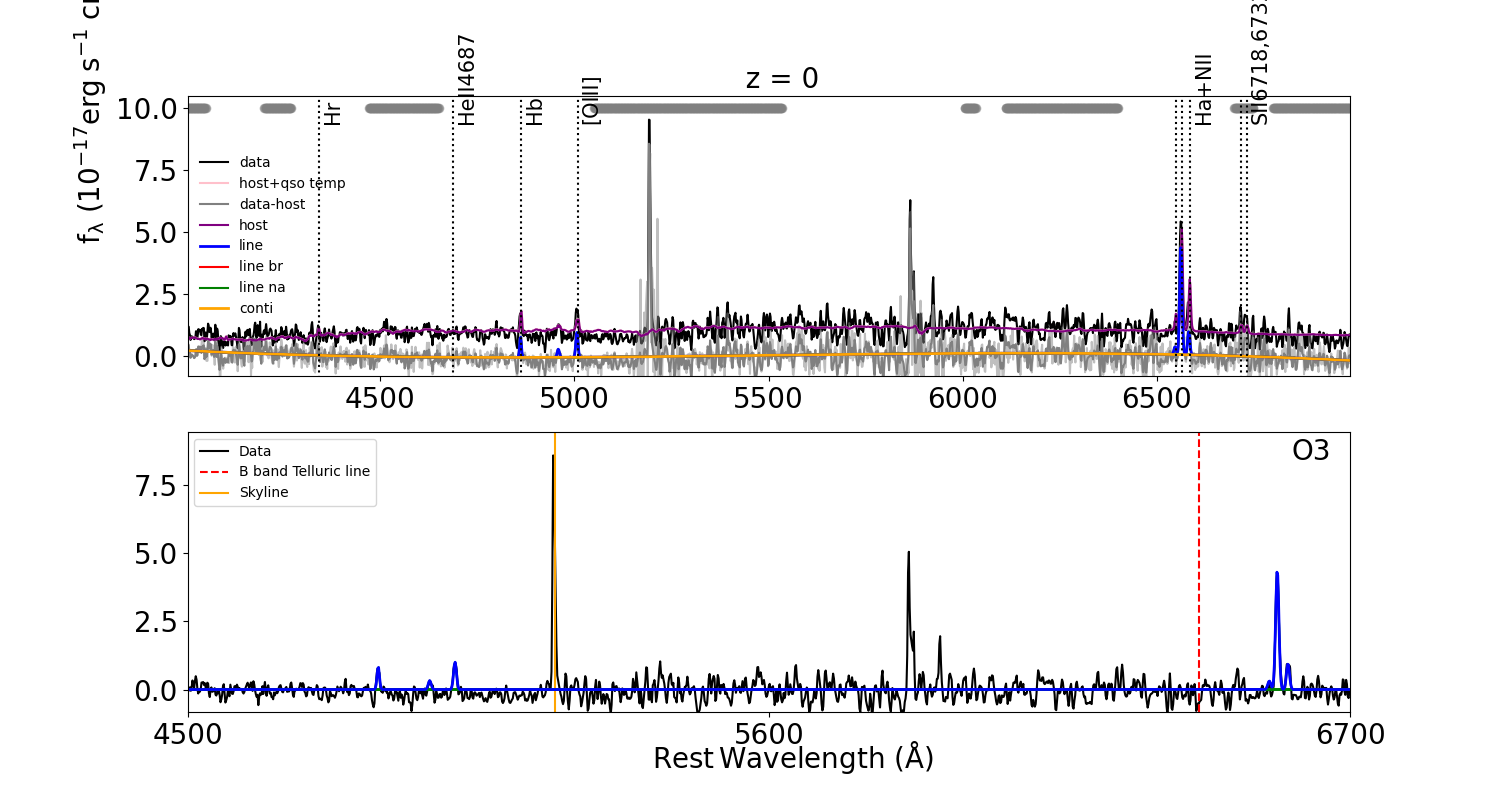 z = 0
f_λ (10^−17 erg s^−1
Hr
HeII4687
Hb
[OIII]
Ha+NII
SII6718,673
10.0
7.5
5.0
2.5
0.0
data
host+qso temp
data-host
host
line
line br
line na
conti
4500
5000
5500
6000
6500
O3
Data
B band Telluric line
Skyline
7.5
5.0
2.5
0.0
4500
5600
6700
Rest Wavelength (Å)